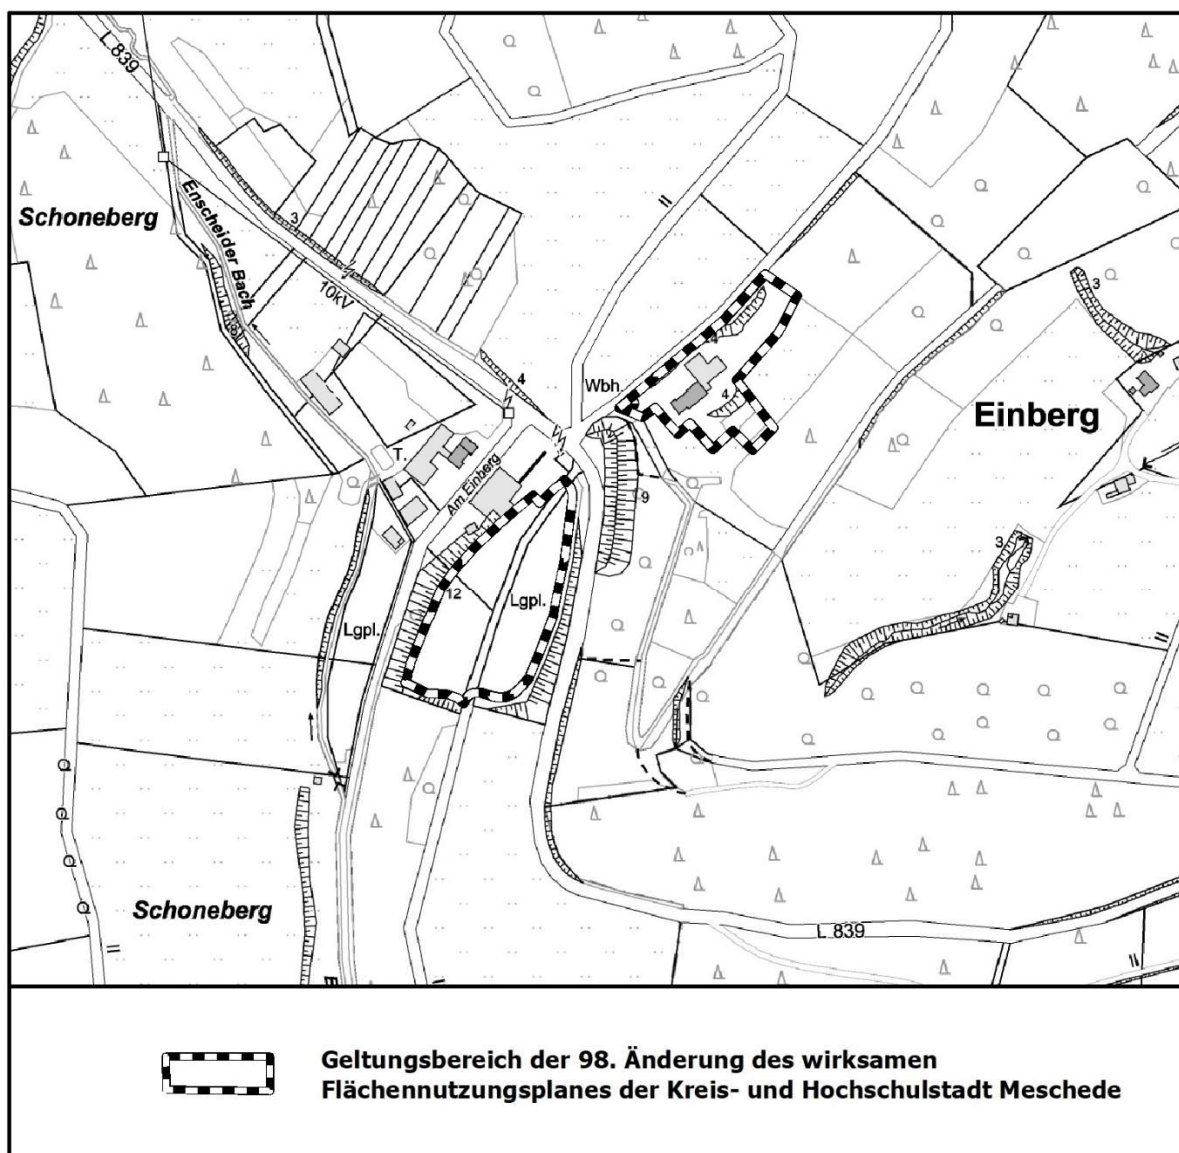 L 839
Schoneberg
Enscheider Bach
3
10kV
4
Wbh.
4
4
3
Einberg
T.
Am Einberg
9
3
12
Lgpl.
Lgpl.
Schoneberg
L 839
Geltungsbereich der 98. Änderung des wirksamen
Flächennutzungsplanes der Kreis- und Hochschulstadt Meschede